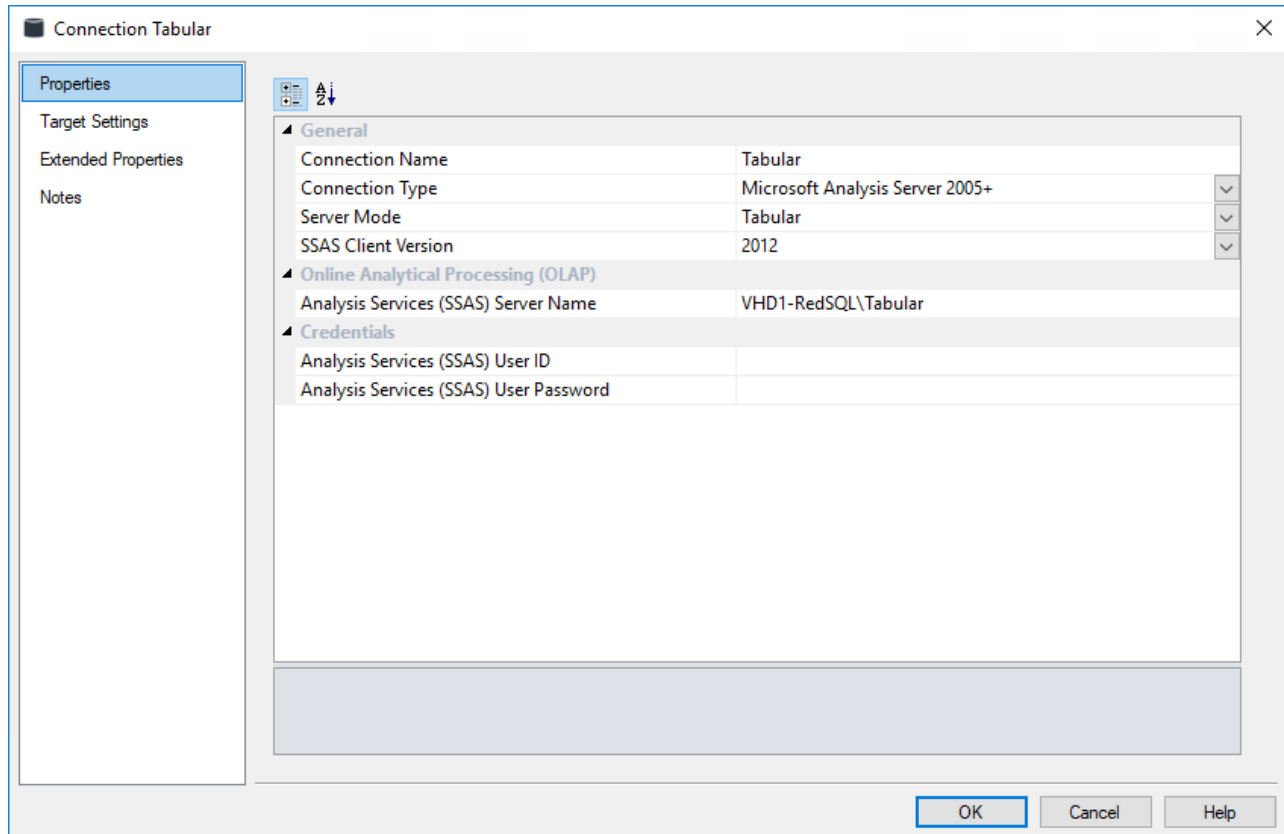 Connection Tabular
Properties
Target Settings
Extended Properties
Notes
General
Connection Name Tabular
Connection Type Microsoft Analysis Server 2005+
Server Mode Tabular
SSAS Client Version 2012
Online Analytical Processing (OLAP)
Analysis Services (SSAS) Server Name VHD1-RedSQL\Tabular
Credentials
Analysis Services (SSAS) User ID
Analysis Services (SSAS) User Password
OK Cancel Help